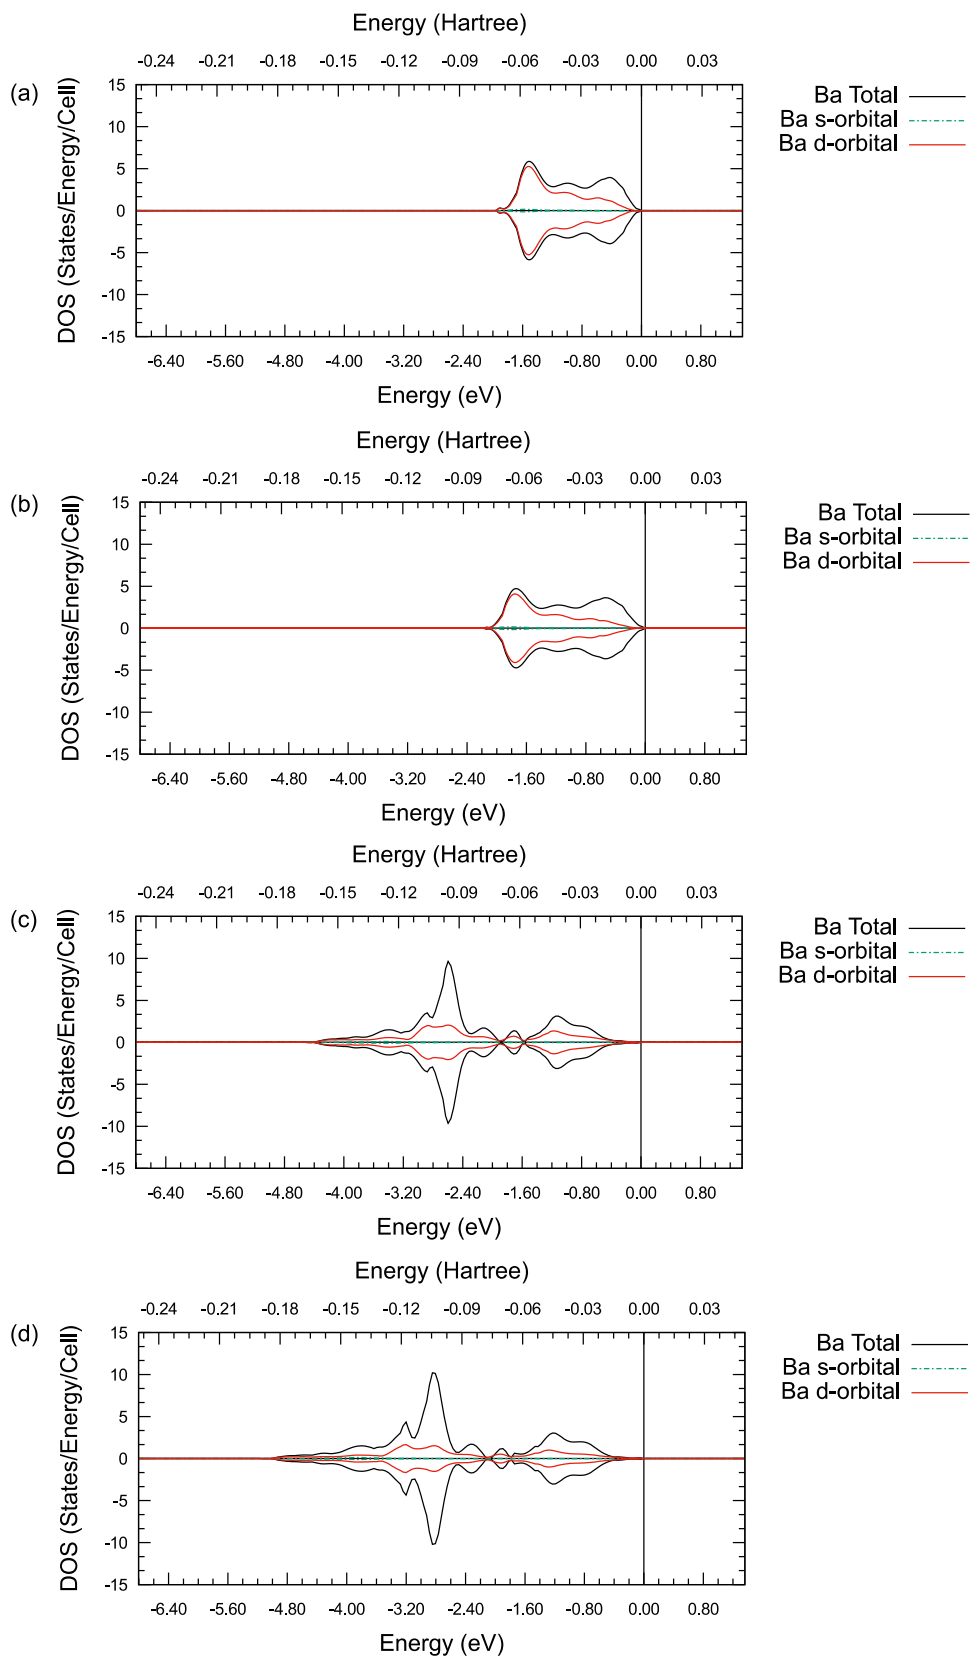 Energy (Hartree)
-0.24 -0.21 -0.18 -0.15 -0.12 -0.09 -0.06 -0.03 0.00 0.03
(a)
DOS (States/Energy/Cell)
15
10
5
0
-5
-10
-15
Ba Total
Ba s-orbital
Ba d-orbital
-6.40 -5.60 -4.80 -4.00 -3.20 -2.40 -1.60 -0.80 0.00 0.80
Energy (eV)
Energy (Hartree)
-0.24 -0.21 -0.18 -0.15 -0.12 -0.09 -0.06 -0.03 0.00 0.03
(b)
DOS (States/Energy/Cell)
15
10
5
0
-5
-10
-15
Ba Total
Ba s-orbital
Ba d-orbital
-6.40 -5.60 -4.80 -4.00 -3.20 -2.40 -1.60 -0.80 0.00 0.80
Energy (eV)
Energy (Hartree)
-0.24 -0.21 -0.18 -0.15 -0.12 -0.09 -0.06 -0.03 0.00 0.03
(c)
DOS (States/Energy/Cell)
15
10
5
0
-5
-10
-15
Ba Total
Ba s-orbital
Ba d-orbital
-6.40 -5.60 -4.80 -4.00 -3.20 -2.40 -1.60 -0.80 0.00 0.80
Energy (eV)
Energy (Hartree)
-0.24 -0.21 -0.18 -0.15 -0.12 -0.09 -0.06 -0.03 0.00 0.03
(d)
DOS (States/Energy/Cell)
15
10
5
0
-5
-10
-15
Ba Total
Ba s-orbital
Ba d-orbital
-6.40 -5.60 -4.80 -4.00 -3.20 -2.40 -1.60 -0.80 0.00 0.80
Energy (eV)